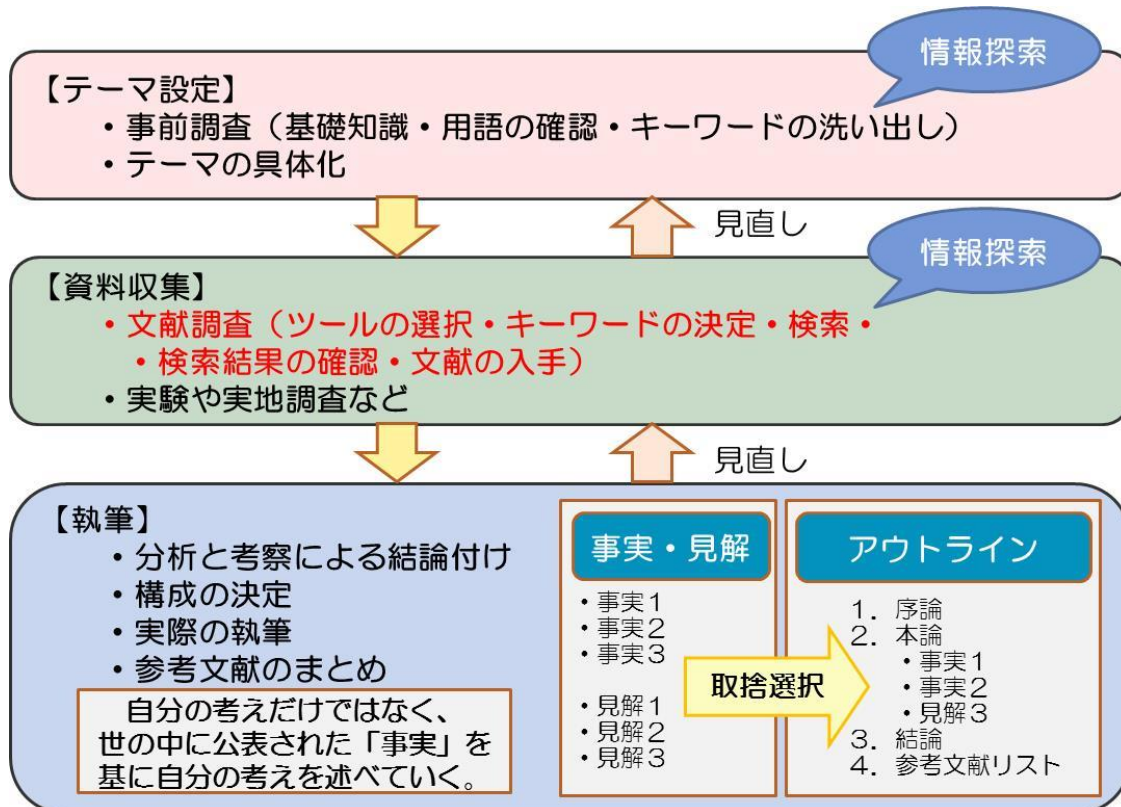 情報探索
【テーマ設定】
・事前調査（基礎知識・用語の確認・キーワードの洗い出し）
・テーマの具体化
見直し
情報探索
【資料収集】
・文献調査（ツールの選択・キーワードの決定・検索・
・検索結果の確認・文献の入手）
・実験や実地調査など
見直し
【執筆】
・分析と考察による結論付け
・構成の決定
・実際の執筆
・参考文献のまとめ
自分の考えだけではなく、
世の中に公表された「事実」を
基に自分の考えを述べていく。
事実・見解
・事実１
・事実２
・事実３
・見解１
・見解２
・見解３
取捨選択
アウトライン
１．序論
２．本論
・事実１
・事実２
・見解３
３．結論
４．参考文献リスト